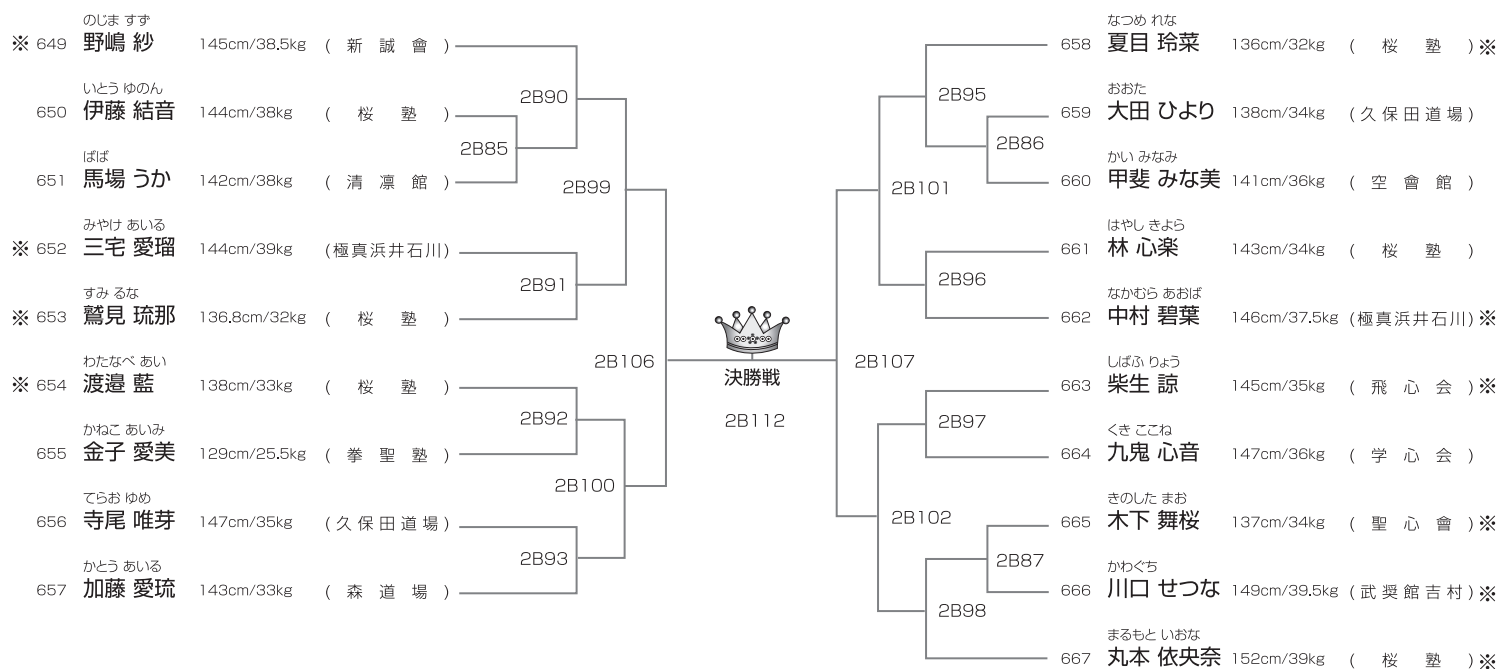 のじま すず
※ 649 野嶋 紗 145cm/38.5kg ( 新 誠 會 )
いとう ゆのん
650 伊藤 結音 144cm/38kg ( 桜 塾 )
ばば
651 馬場 うか 142cm/38kg ( 清 凛 館 )
みやけ あいる
※ 652 三宅 愛瑠 144cm/39kg (極真浜井石川)
すみ るな
※ 653 鷲見 琉那 136.8cm/32kg ( 桜 塾 )
わたなべ あい
※ 654 渡邉 藍 138cm/33kg ( 桜 塾 )
かねこ あいみ
655 金子 愛美 129cm/25.5kg ( 拳 聖 塾 )
てらお ゆめ
656 寺尾 唯芽 147cm/35kg (久保田道場)
かとう あいる
657 加藤 愛琉 143cm/33kg ( 森 道 場 )
2B85
2B90
2B91
2B92
2B93
2B99
2B100
2B106
決勝戦
2B112
2B107
2B101
2B102
2B95
2B96
2B97
2B98
2B86
2B87
なつめ れな
658 夏目 玲菜 136cm/32kg ( 桜 塾 )※
おおた
659 大田 ひより 138cm/34kg (久保田道場)
かい みなみ
660 甲斐 みな美 141cm/36kg ( 空 會 館 )
はやし きよら
661 林 心楽 143cm/34kg ( 桜 塾 )
なかむら あおば
662 中村 碧葉 146cm/37.5kg (極真浜井石川)※
しばふ りょう
663 柴生 諒 145cm/35kg ( 飛 心 会 )※
くき ここね
664 九鬼 心音 147cm/36kg ( 学 心 会 )
きのした まお
665 木下 舞桜 137cm/34kg ( 聖 心 會 )※
かわぐち
666 川口 せつな 149cm/39.5kg (武奨館吉村)※
まるもと いおな
667 丸本 依央奈 152cm/39kg ( 桜 塾 )※